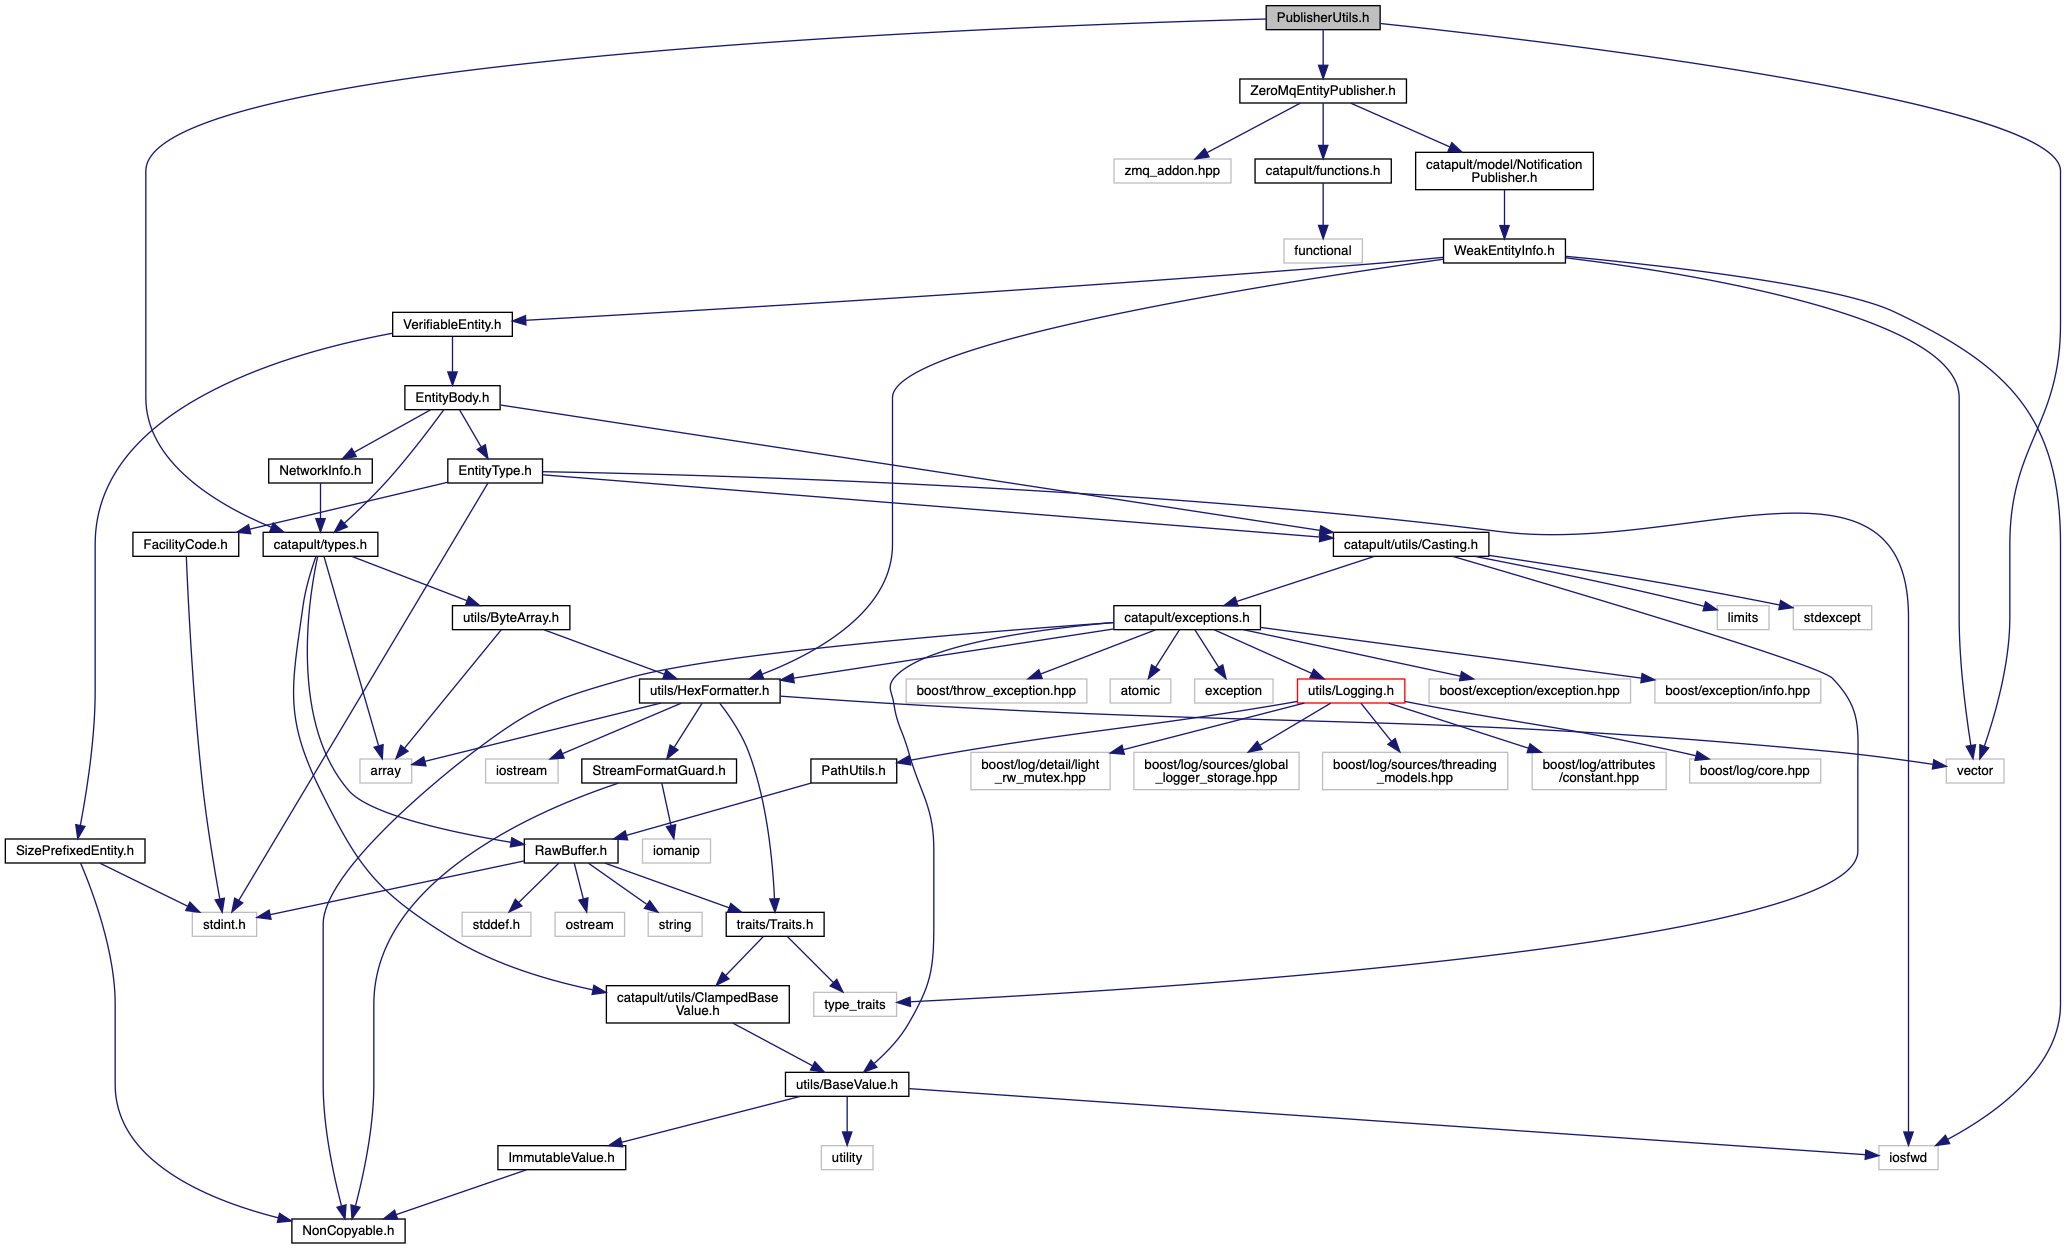 PublisherUtils.h
ZeroMqEntityPublisher.h
zmq_addon.hpp
catapult/functions.h
catapult/model/Notification
Publisher.h
functional
WeakEntityInfo.h
VerifiableEntity.h
EntityBody.h
NetworkInfo.h
EntityType.h
FacilityCode.h
catapult/types.h
catapult/utils/Casting.h
utils/ByteArray.h
catapult/exceptions.h
limits
stdexcept
utils/HexFormatter.h
boost/throw_exception.hpp
atomic
exception
utils/Logging.h
boost/exception/exception.hpp
boost/exception/info.hpp
array
iostream
StreamFormatGuard.h
PathUtils.h
boost/log/detail/light
_rw_mutex.hpp
boost/log/sources/global
_logger_storage.hpp
boost/log/sources/threading
_models.hpp
boost/log/attributes
/constant.hpp
boost/log/core.hpp
vector
SizePrefixedEntity.h
RawBuffer.h
iomanip
stdint.h
stddef.h
ostream
string
traits/Traits.h
catapult/utils/ClampedBase
Value.h
type_traits
utils/BaseValue.h
ImmutableValue.h
utility
iosfwd
NonCopyable.h